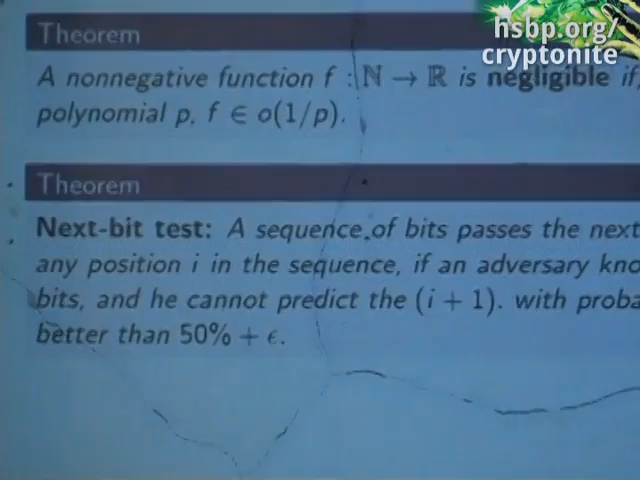 hsbp.org/
cryptonite
Theorem
A nonnegative function f : ℕ → ℝ is negligible if,
polynomial p, f ∈ o(1/p).
Theorem
Next-bit test: A sequence of bits passes the next
any position i in the sequence, if an adversary kno
bits, and he cannot predict the (i + 1). with proba
better than 50% + ϵ.